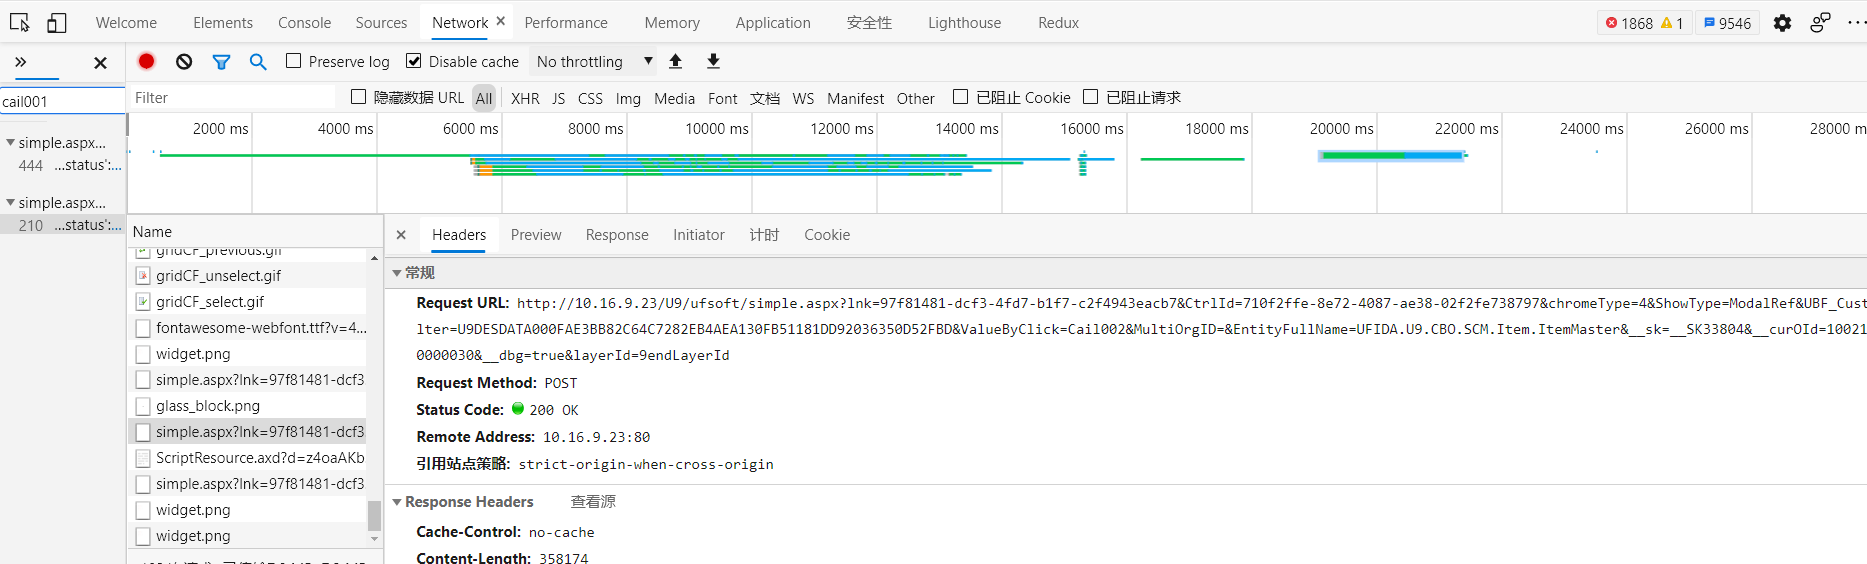 Welcome Elements Console Sources Network Performance Memory Application 安全性 Lighthouse Redux 1868 1 9546
Preserve log Disable cache No throttling
cail001
Filter 隐藏数据 URL All XHR JS CSS Img Media Font 文档 WS Manifest Other 已阻止 Cookie 已阻止请求
2000 ms 4000 ms 6000 ms 8000 ms 10000 ms 12000 ms 14000 ms 16000 ms 18000 ms 20000 ms 22000 ms 24000 ms 26000 ms 28000
simple.aspx...
444 ...status':...
simple.aspx...
210 ...status':...
Name
gridCF_previous.gif
gridCF_unselect.gif
gridCF_select.gif
fontawesome-webfont.ttf?v=4...
widget.png
simple.aspx?lnk=97f81481-dcf3
glass_block.png
simple.aspx?lnk=97f81481-dcf3
ScriptResource.axd?d=z4oaAKb
simple.aspx?lnk=97f81481-dcf3
widget.png
widget.png
Headers Preview Response Initiator 计时 Cookie
常规
Request URL: http://10.16.9.23/U9/ufsoft/simple.aspx?lnk=97f81481-dcf3-4fd7-b1f7-c2f4943eacb7&CtrlId=710f2ffe-8e72-4087-ae38-02f2fe738797&chromeType=4&ShowType=ModalRef&UBF_Cust
lter=U9DESDATA000FAE3BB82C64C7282EB4AEA130FB51181DD92036350D52FBD&ValueByClick=Cail002&MultiOrgID=&EntityFullName=UFIDA.U9.CBO.SCM.Item.ItemMaster&__sk=__SK33804&__curOId=10021
0000030&__dbg=true&layerId=9endLayerId
Request Method: POST
Status Code: 200 OK
Remote Address: 10.16.9.23:80
引用站点策略: strict-origin-when-cross-origin
Response Headers 查看源
Cache-Control: no-cache
Content-Length: 358174